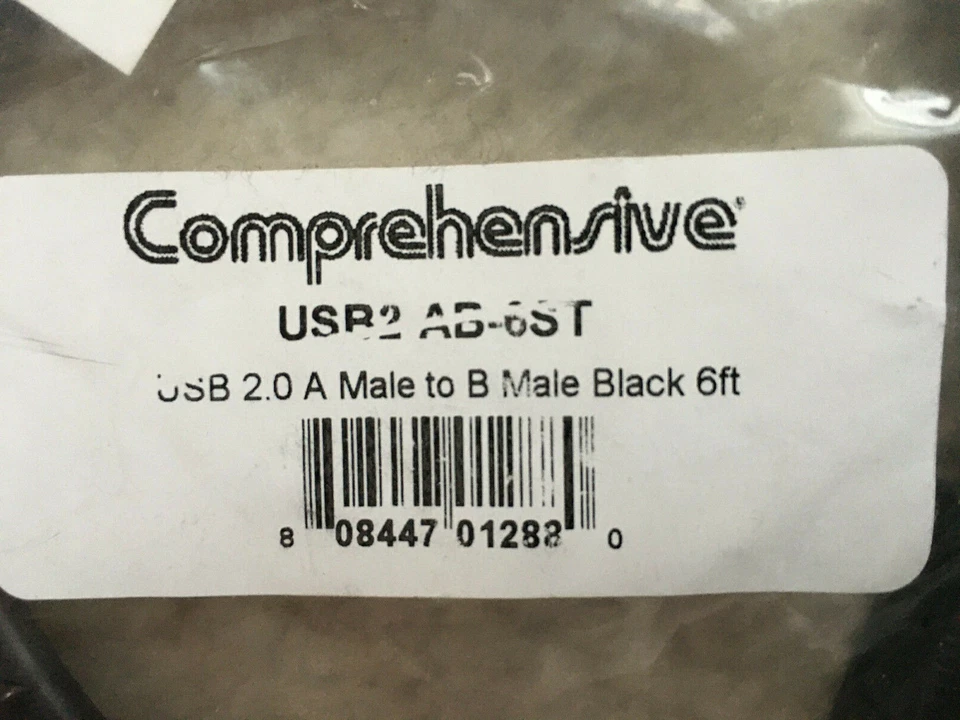 Comprehensive®
USB2 AB-6ST
USB 2.0 A Male to B Male Black 6ft
8 08447 01288 0